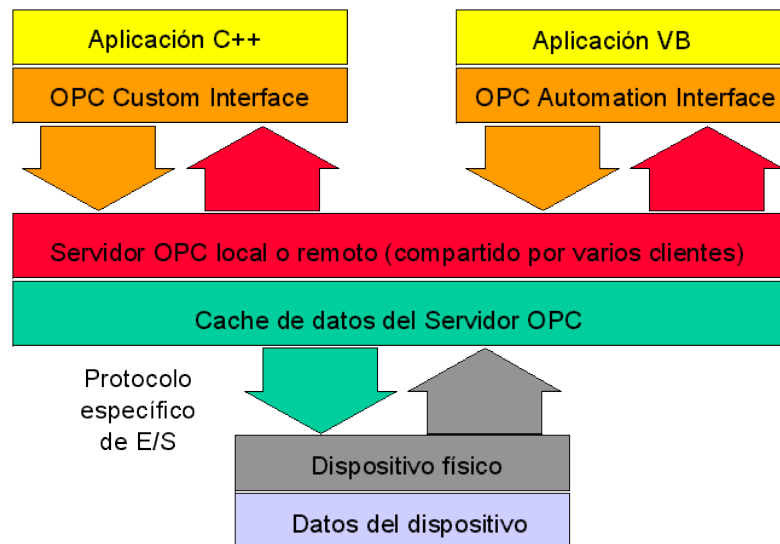 Aplicación C++
Aplicación VB
OPC Custom Interface
OPC Automation Interface
Servidor OPC local o remoto (compartido por varios clientes)
Cache de datos del Servidor OPC
Protocolo
específico
de E/S
Dispositivo físico
Datos del dispositivo